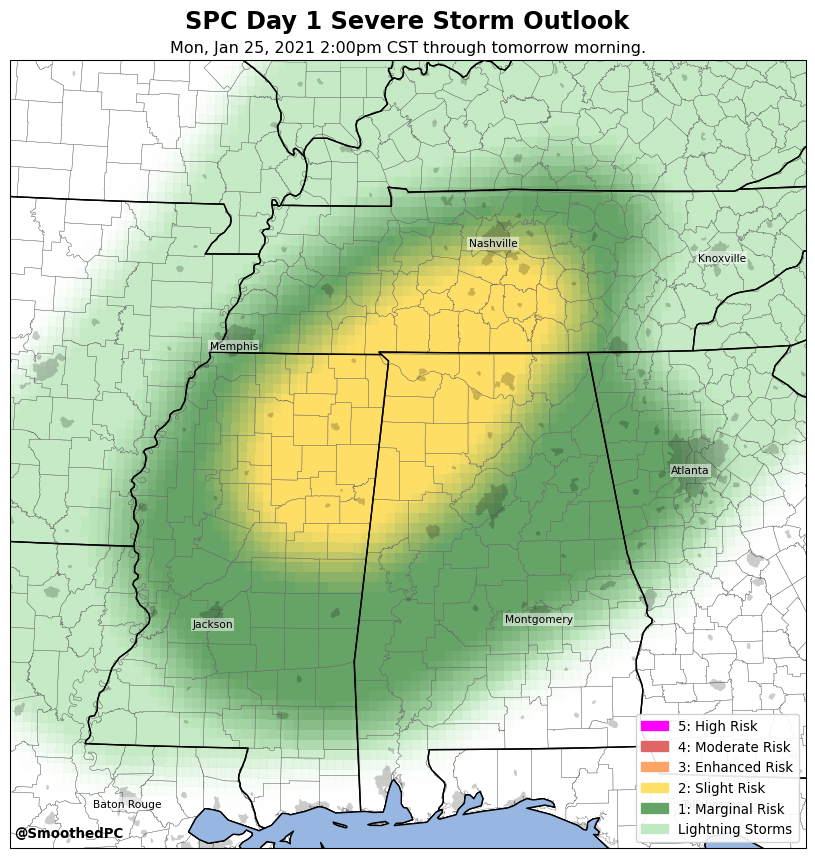 SPC Day 1 Severe Storm Outlook
Mon, Jan 25, 2021 2:00pm CST through tomorrow morning.
Nashville
Knoxville
Memphis
Atlanta
Jackson
Montgomery
Baton Rouge
5: High Risk
4: Moderate Risk
3: Enhanced Risk
2: Slight Risk
1: Marginal Risk
Lightning Storms
@SmoothedPC